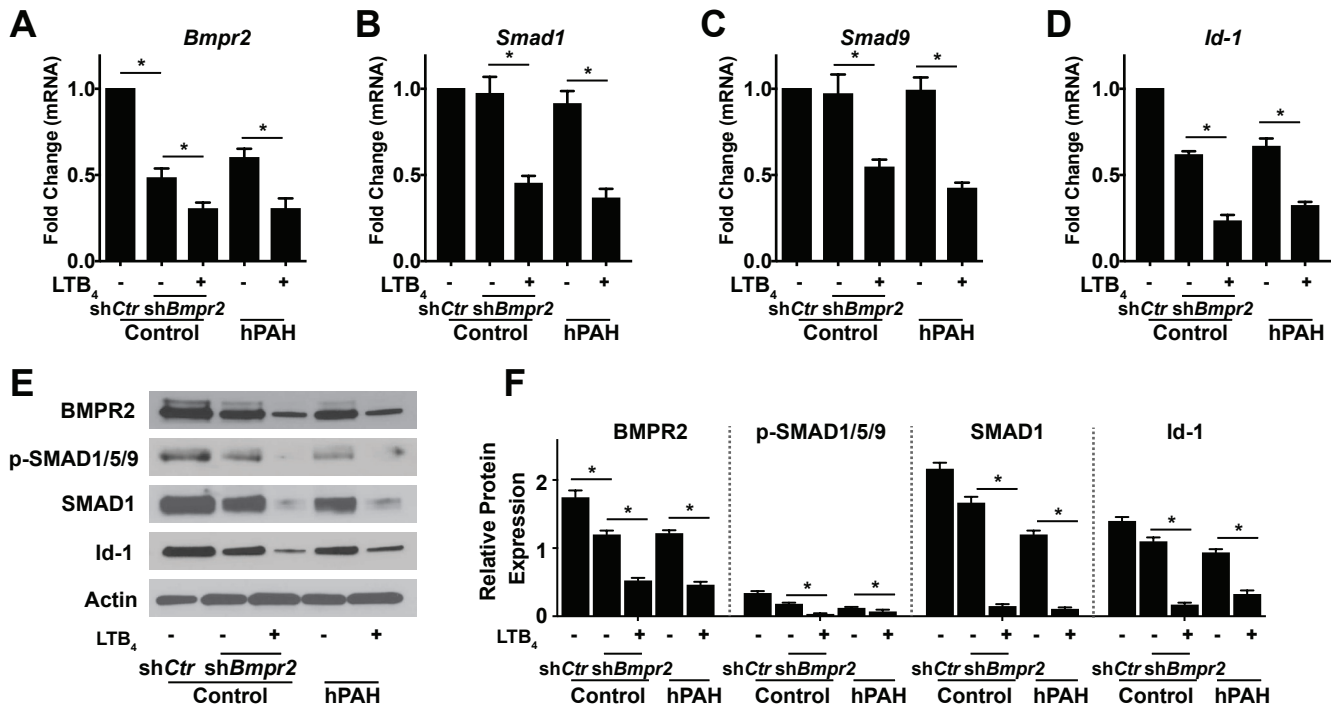 A
Bmpr2
Fold Change (mRNA)
1.0
0.5
0.0
*
*
*
LTB4 - - + - +
shCtr shBmpr2
Control hPAH
B
Smad1
Fold Change (mRNA)
1.0
0.5
0.0
*
*
LTB4 - - + - +
shCtr shBmpr2
Control hPAH
C
Smad9
Fold Change (mRNA)
1.0
0.5
0.0
*
*
LTB4 - - + - +
shCtr shBmpr2
Control hPAH
D
Id-1
Fold Change (mRNA)
1.0
0.5
0.0
*
*
LTB4 - - + - +
shCtr shBmpr2
Control hPAH
E
BMPR2
p-SMAD1/5/9
SMAD1
Id-1
Actin
LTB4 - - + - +
shCtr shBmpr2
Control hPAH
F
BMPR2 p-SMAD1/5/9 SMAD1 Id-1
Relative Protein
Expression
2
1
0
* * * * * * * * *
- - + - + - - + - + - - + - + - - + - + LTB4
shCtr shBmpr2 shCtr shBmpr2 shCtr shBmpr2 shCtr shBmpr2
Control hPAH Control hPAH Control hPAH Control hPAH